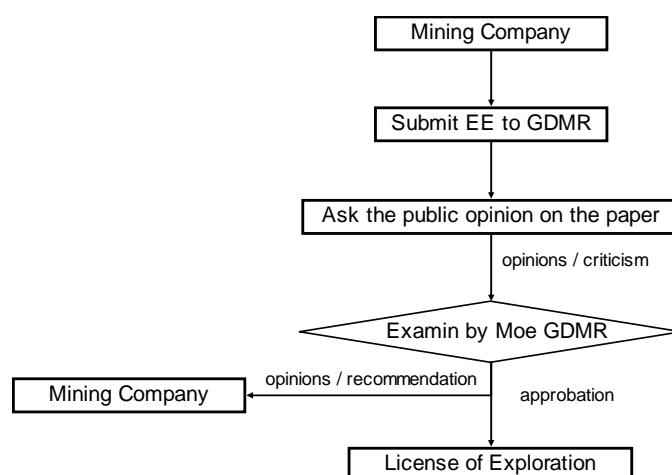 Mining Company
Submit EE to GDMR
Ask the public opinion on the paper
opinions / criticism
Examin by Moe GDMR
opinions / recommendation
Mining Company
approbation
License of Exploration